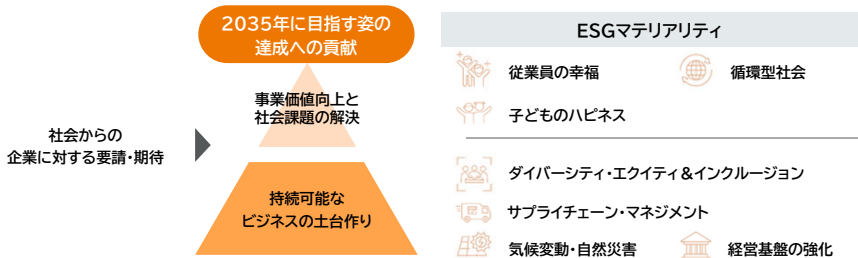 社会からの
企業に対する要請・期待
2035年に目指す姿の
達成への貢献
事業価値向上と
社会課題の解決
持続可能な
ビジネスの土台作り
ESGマテリアリティ
従業員の幸福
循環型社会
子どものハピネス
ダイバーシティ・エクイティ＆インクルージョン
サプライチェーン・マネジメント
気候変動・自然災害
経営基盤の強化